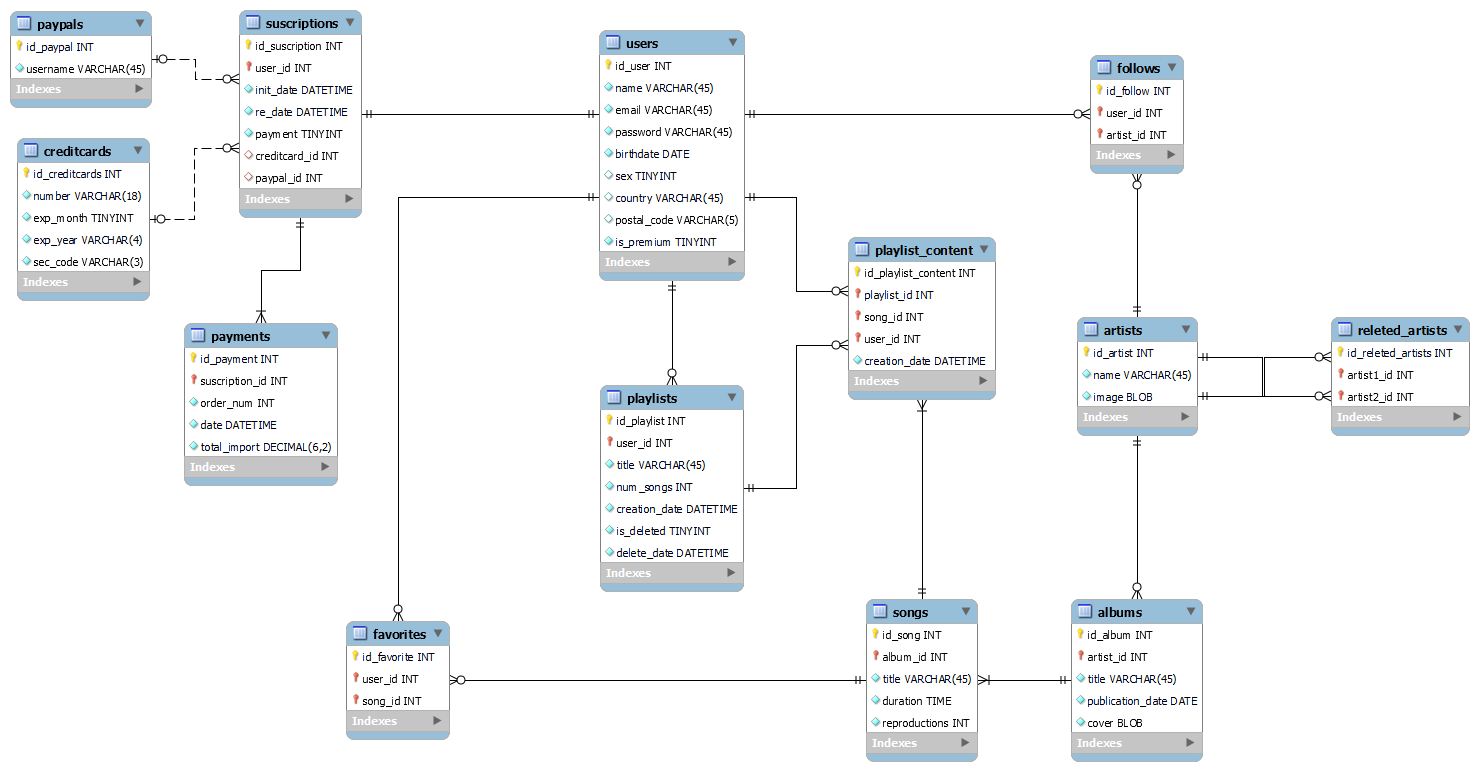 paypals
id_paypal INT
username VARCHAR(45)
Indexes
suscriptions
id_suscription INT
user_id INT
init_date DATETIME
re_date DATETIME
payment TINYINT
creditcard_id INT
paypal_id INT
Indexes
users
id_user INT
name VARCHAR(45)
email VARCHAR(45)
password VARCHAR(45)
birthdate DATE
sex TINYINT
country VARCHAR(45)
postal_code VARCHAR(5)
is_premium TINYINT
Indexes
follows
id_follow INT
user_id INT
artist_id INT
Indexes
creditcards
id_creditcards INT
number VARCHAR(18)
exp_month TINYINT
exp_year VARCHAR(4)
sec_code VARCHAR(3)
Indexes
playlist_content
id_playlist_content INT
playlist_id INT
song_id INT
user_id INT
creation_date DATETIME
Indexes
payments
id_payment INT
suscription_id INT
order_num INT
date DATETIME
total_import DECIMAL(6,2)
Indexes
artists
id_artist INT
name VARCHAR(45)
image BLOB
Indexes
releted_artists
id_releted_artists INT
artist1_id INT
artist2_id INT
Indexes
playlists
id_playlist INT
user_id INT
title VARCHAR(45)
num_songs INT
creation_date DATETIME
is_deleted TINYINT
delete_date DATETIME
Indexes
favorites
id_favorite INT
user_id INT
song_id INT
Indexes
songs
id_song INT
album_id INT
title VARCHAR(45)
duration TIME
reproductions INT
Indexes
albums
id_album INT
artist_id INT
title VARCHAR(45)
publication_date DATE
cover BLOB
Indexes